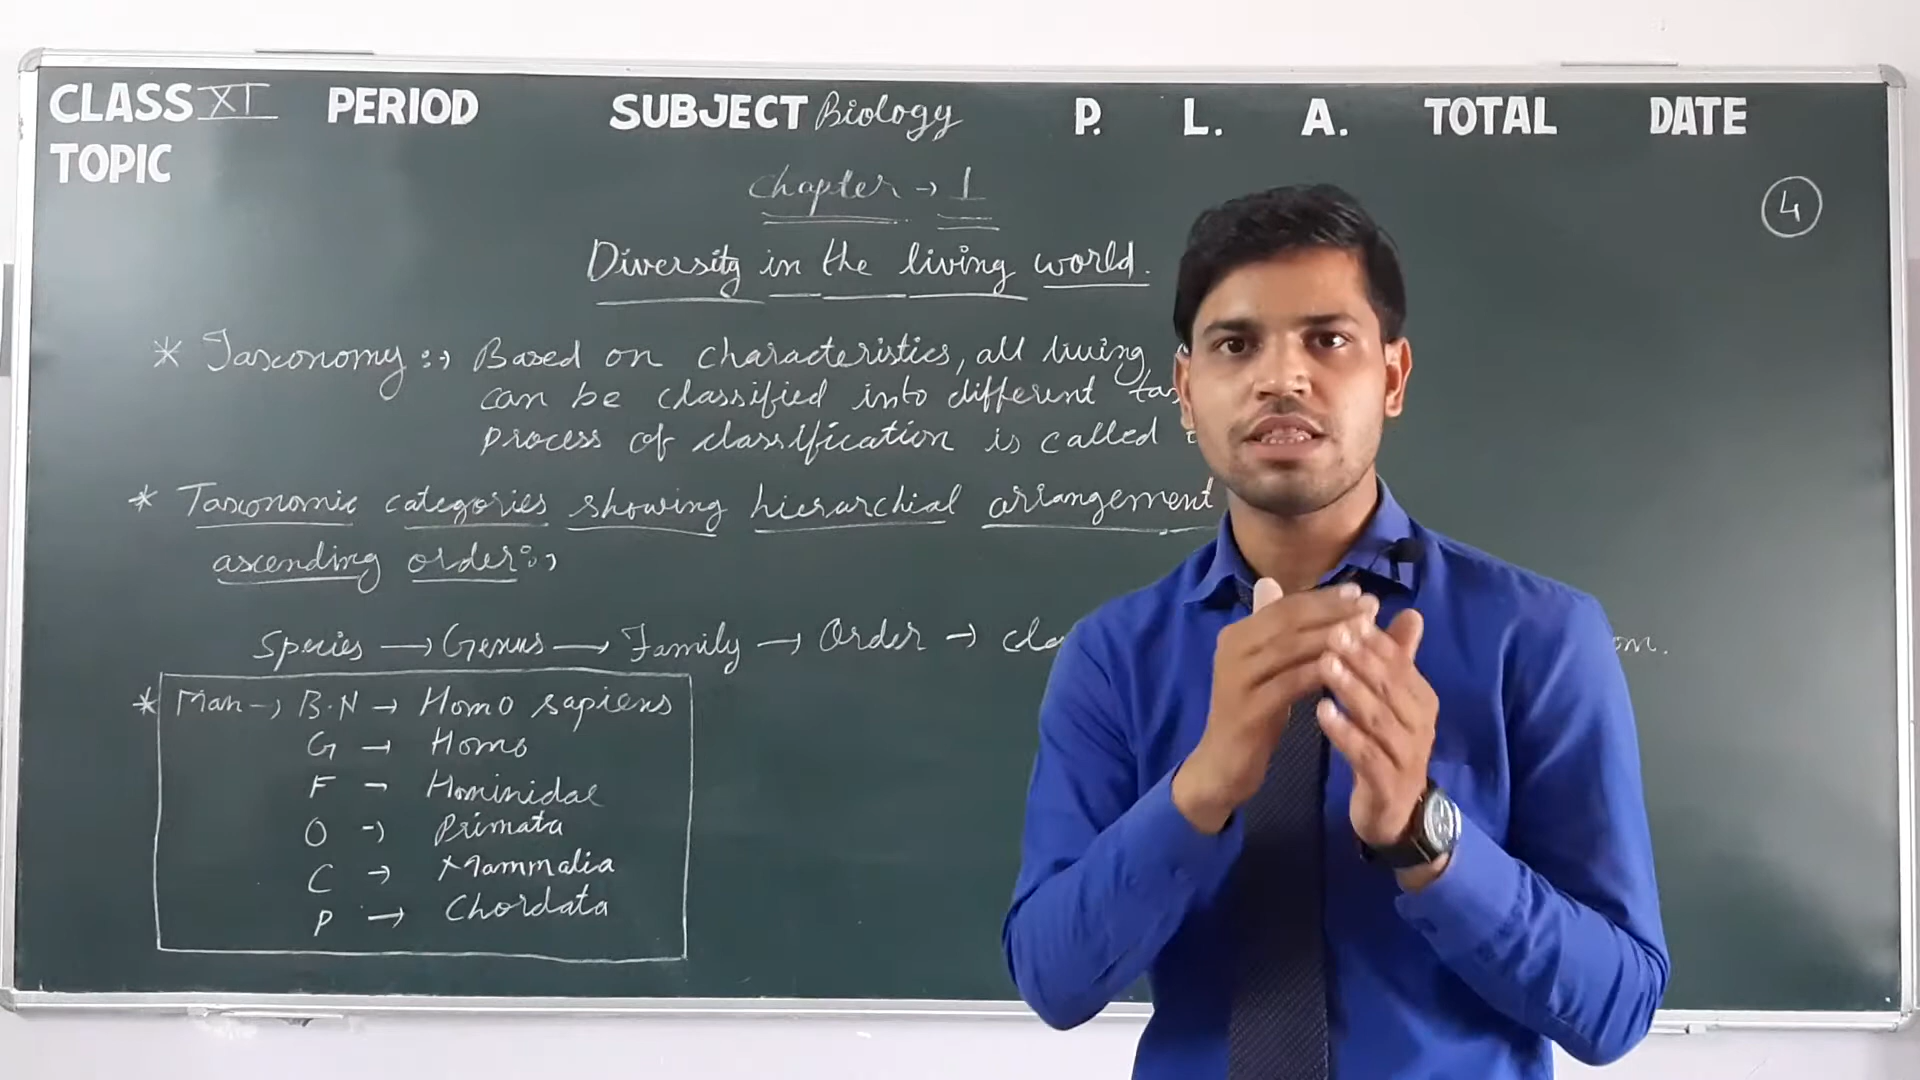 CLASS XI PERIOD SUBJECT Biology P. L. A. TOTAL DATE
TOPIC
Chapter → 1
4
Diversity in the living world.
* Taxonomy :→ Based on characteristics, all living
can be classified into different
process of classification is called
* Taxonomic categories showing hierarchial arrangement
ascending order :→
Species → Genus → Family → Order →
* Man → B.N → Homo sapiens
G → Homo
F → Hominidae
O → Primata
C → Mammalia
P → Chordata